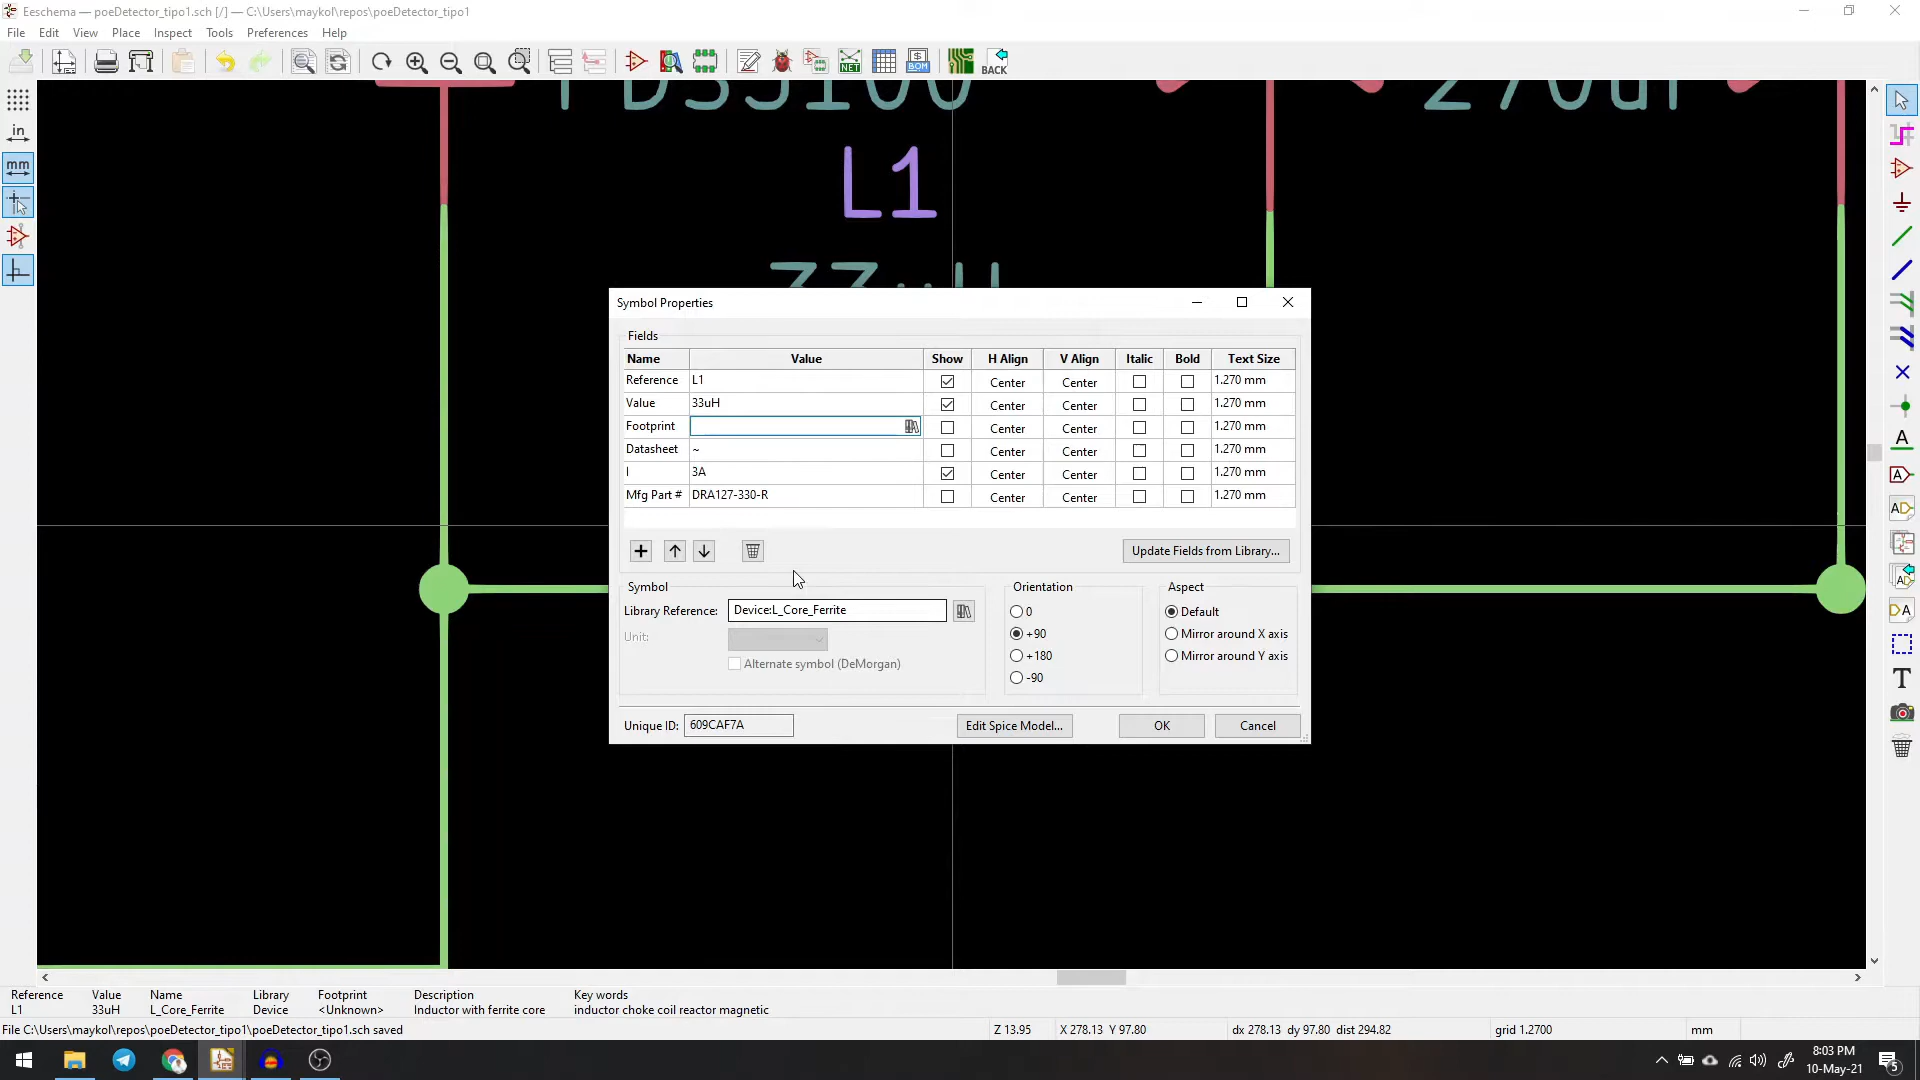 Eeschema — poeDetector_tipo1.sch [/] — C:\Users\maykol\repos\poeDetector_tipo1
File Edit View Place Inspect Tools Preferences Help
NET BOM BACK
in
mm
PD35100
270uF
L1
33uH
Symbol Properties
Fields
Name Value Show H Align V Align Italic Bold Text Size
Reference L1 Center Center 1.270 mm
Value 33uH Center Center 1.270 mm
Footprint Center Center 1.270 mm
Datasheet ~ Center Center 1.270 mm
I 3A Center Center 1.270 mm
Mfg Part # DRA127-330-R Center Center 1.270 mm
Update Fields from Library...
Symbol Orientation Aspect
Library Reference: Device:L_Core_Ferrite 0 Default
Unit: +90 Mirror around X axis
Alternate symbol (DeMorgan) +180 Mirror around Y axis
-90
Unique ID: 609CAF7A Edit Spice Model... OK Cancel
Reference Value Name Library Footprint Description Key words
L1 33uH L_Core_Ferrite Device <Unknown> Inductor with ferrite core inductor choke coil reactor magnetic
File C:\Users\maykol\repos\poeDetector_tipo1\poeDetector_tipo1.sch saved Z 13.95 X 278.13 Y 97.80 dx 278.13 dy 97.80 dist 294.82 grid 1.2700 mm
8:03 PM
10-May-21
5